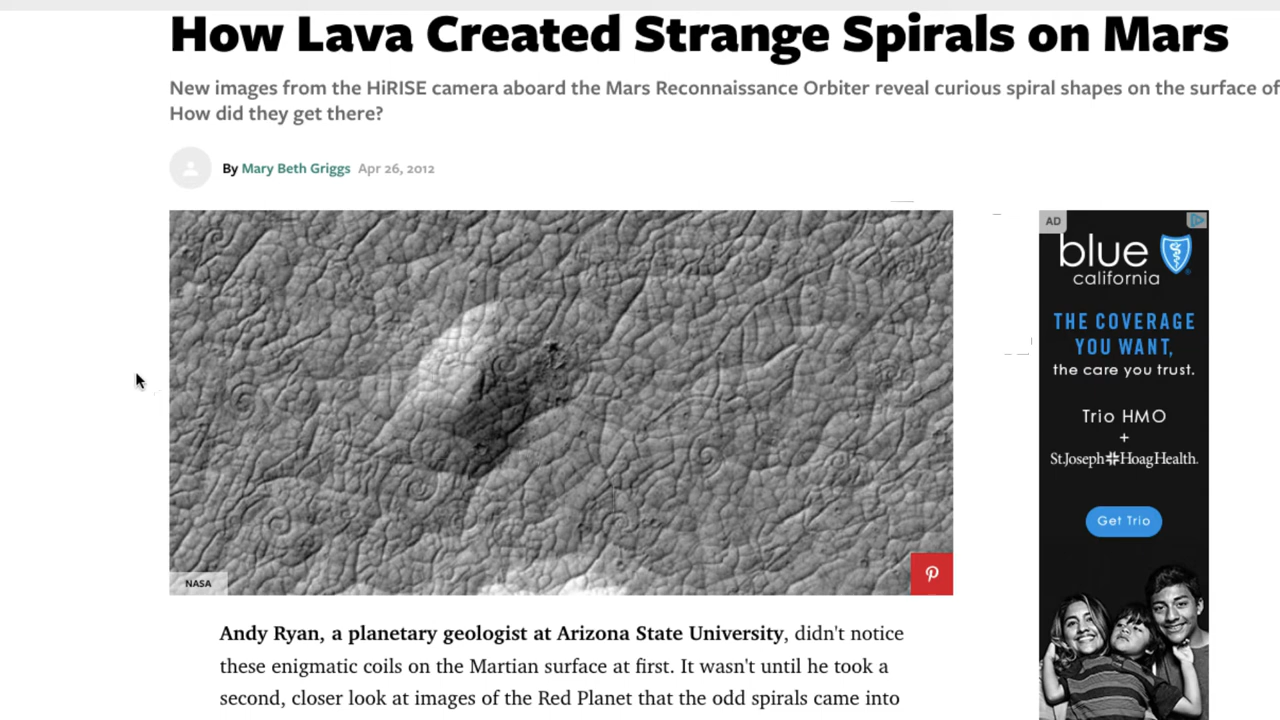 How Lava Created Strange Spirals on Mars
New images from the HiRISE camera aboard the Mars Reconnaissance Orbiter reveal curious spiral shapes on the surface of
How did they get there?
By Mary Beth Griggs Apr 26, 2012
NASA
Andy Ryan, a planetary geologist at Arizona State University, didn't notice
these enigmatic coils on the Martian surface at first. It wasn't until he took a
second, closer look at images of the Red Planet that the odd spirals came into
AD
blue
california
THE COVERAGE
YOU WANT,
the care you trust.
Trio HMO
+
St.Joseph HoagHealth.
Get Trio